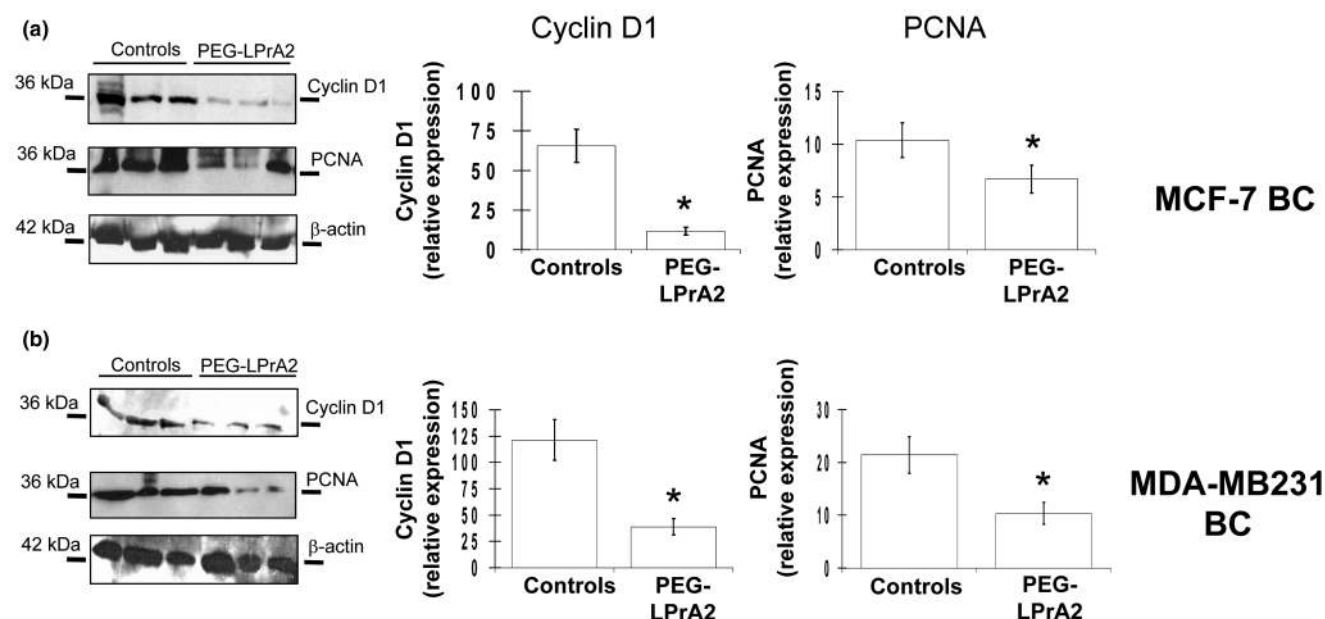 (a)
Controls PEG-LPrA2
36 kDa
Cyclin D1
36 kDa
PCNA
42 kDa
β-actin
Cyclin D1
Cyclin D1
(relative expression)
100
75
50
25
0
*
Controls
PEG-
LPrA2
PCNA
PCNA
(relative expression)
15
10
5
0
*
Controls
PEG-
LPrA2
MCF-7 BC
(b)
Controls PEG-LPrA2
36 kDa
Cyclin D1
36 kDa
PCNA
42 kDa
β-actin
Cyclin D1
(relative expression)
150
125
100
75
50
25
0
*
Controls
PEG-
LPrA2
PCNA
(relative expression)
30
20
10
0
*
Controls
PEG-
LPrA2
MDA-MB231
BC